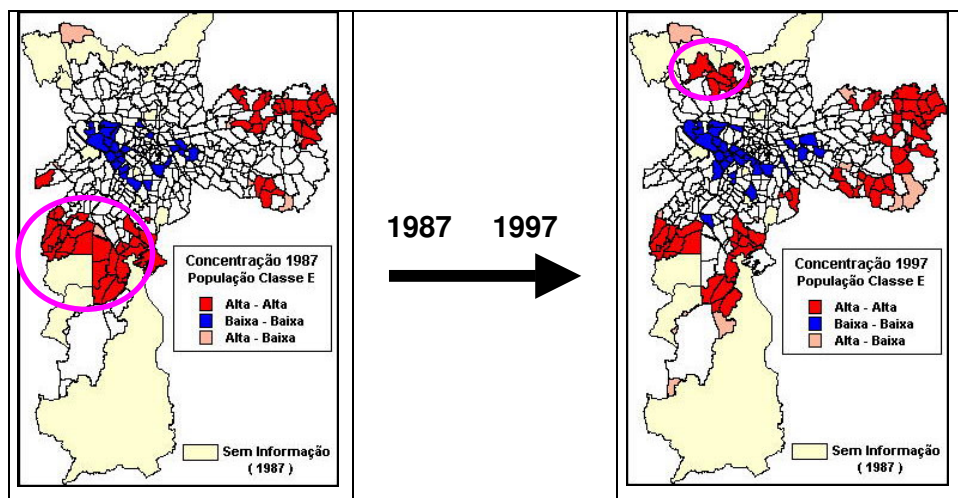 Concentração 1987
População Classe E
Alta - Alta
Baixa - Baixa
Alta - Baixa
Sem Informação
( 1987 )
1987 1997
Concentração 1997
População Classe E
Alta - Alta
Baixa - Baixa
Alta - Baixa
Sem Informação
( 1987 )